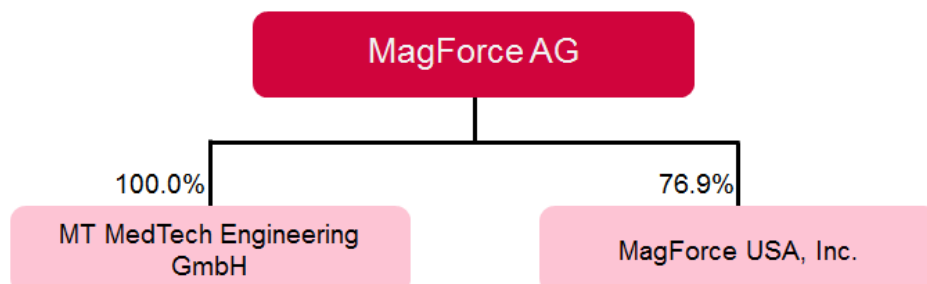 MagForce AG
100.0%
76.9%
MT MedTech Engineering
GmbH
MagForce USA, Inc.